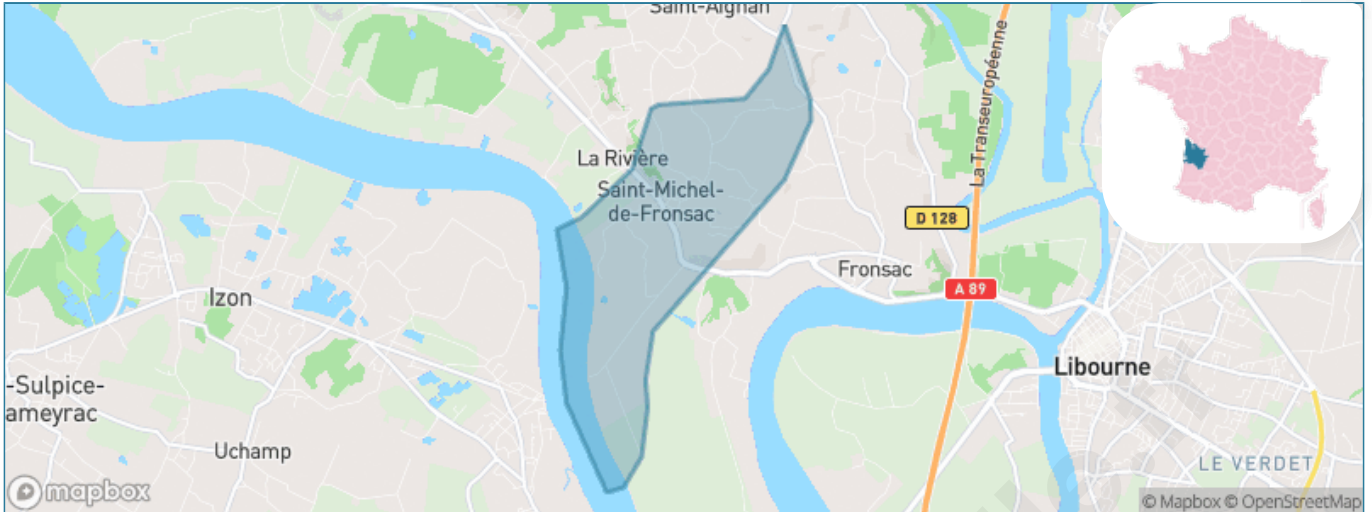 Saint-Aignan
La Transeuropéenne
La Rivière
Saint-Michel-
de-Fronsac
D 128
Fronsac
A 89
Izon
Libourne
-Sulpice-
ameyrac
Uchamp
LE VERDET
mapbox
© Mapbox © OpenStreetMap